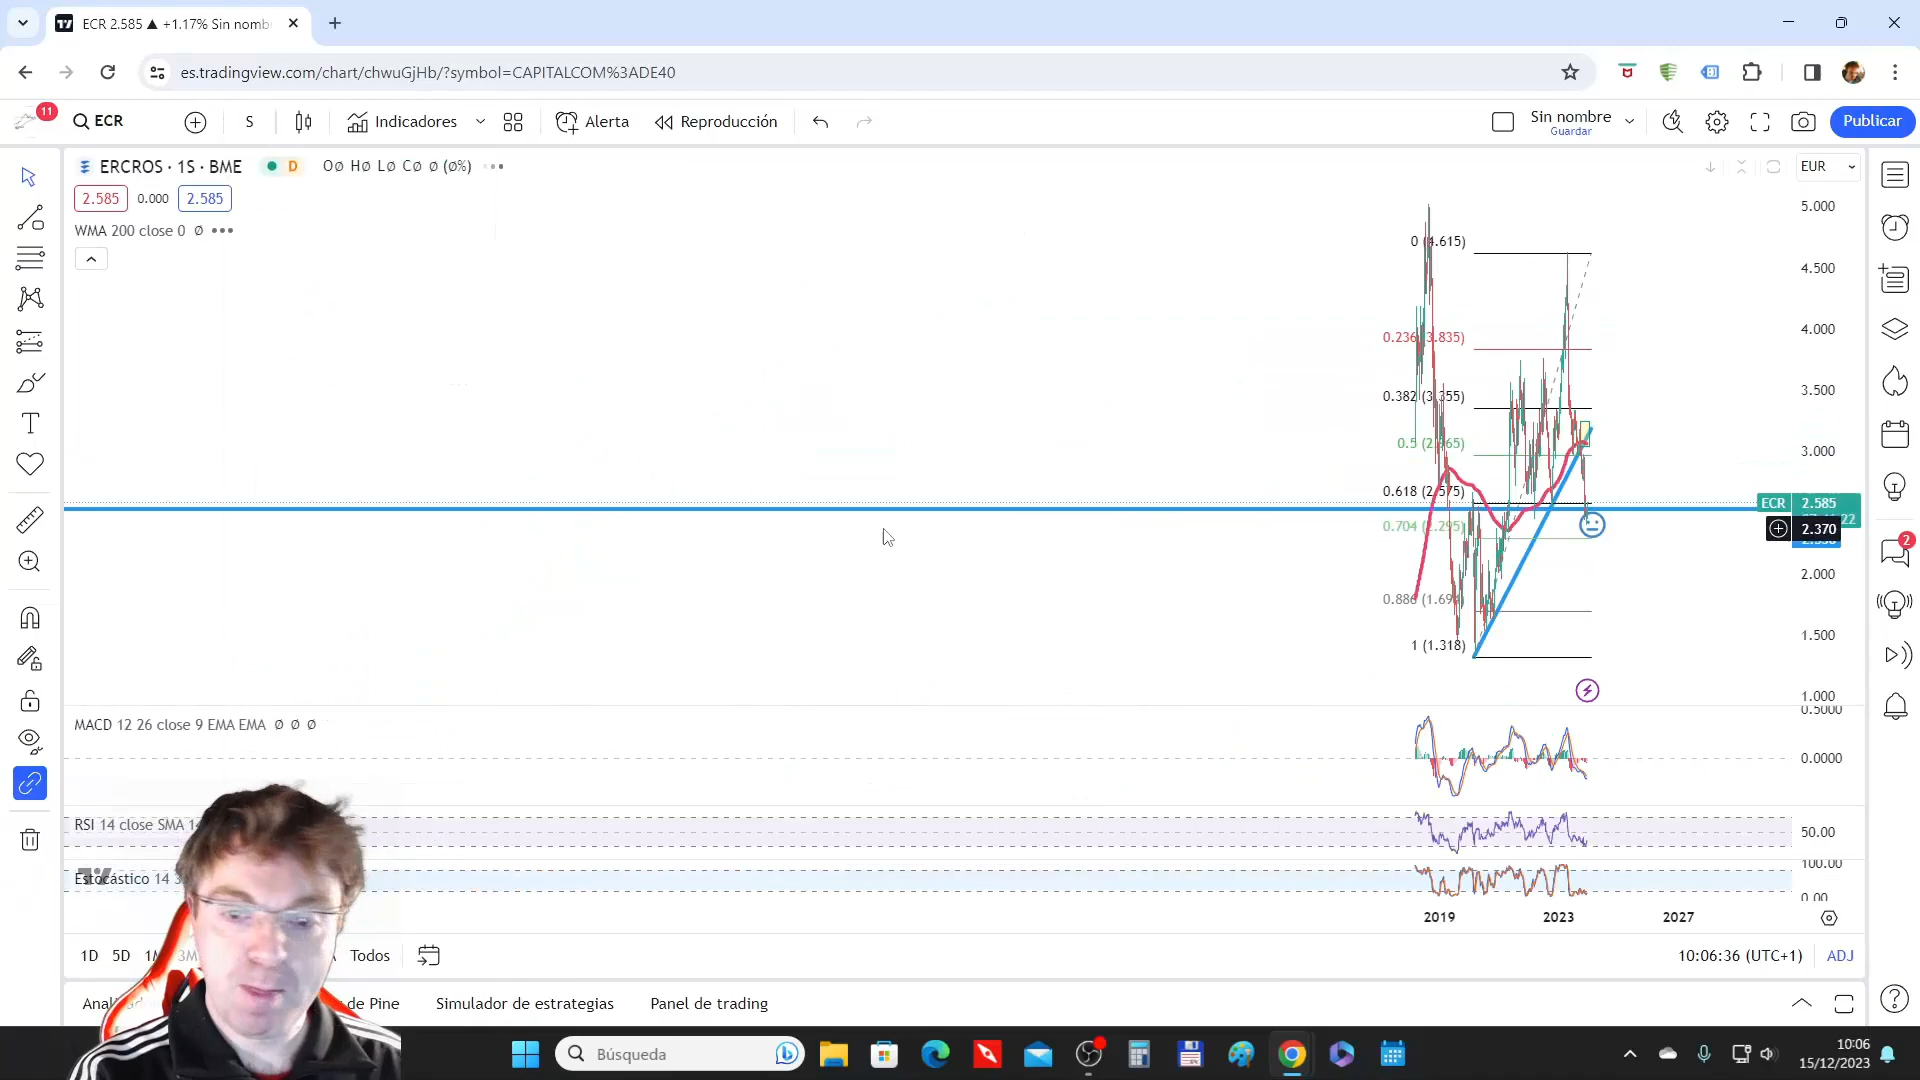 ECR 2.585 ▲ +1.17% Sin nomb
es.tradingview.com/chart/chwuGjHb/?symbol=CAPITALCOM%3ADE40
11
ECR
S
Indicadores
Alerta
Reproducción
Sin nombre
Guardar
Publicar
ERCROS · 1S · BME
D
O∅ H∅ L∅ C∅ ∅ (∅%)
EUR
2.585 0.000 2.585
WMA 200 close 0 ∅
5.000
4.500
4.000
3.500
3.000
ECR 2.585
2.370
2.000
1.500
1.000
0 (4.615)
0.236 (3.835)
0.382 (3.355)
0.618 (2.575)
0.704 (2.295)
1 (1.318)
MACD 12 26 close 9 EMA EMA ∅ ∅ ∅
0.5000
0.0000
RSI 14 close SMA
50.00
Estocástico 14
100.00
0.00
2019 2023 2027
1D 5D Todos
10:06:36 (UTC+1) ADJ
de Pine
Simulador de estrategias
Panel de trading
2
Búsqueda
10:06
15/12/2023